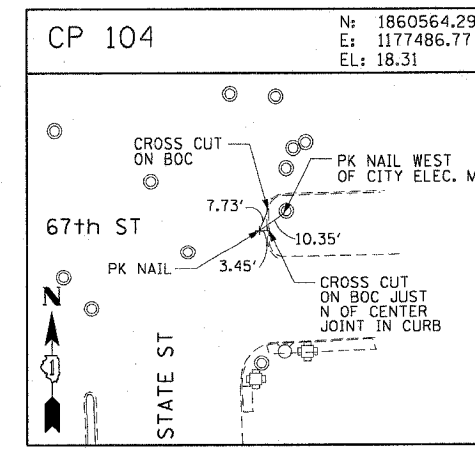 CP 104
N: 1860564.29
E: 1177486.77
EL: 18.31
CROSS CUT
ON BOC
PK NAIL WEST
OF CITY ELEC. M
7.73'
67th ST
10.35'
PK NAIL
3.45'
CROSS CUT
ON BOC JUST
N OF CENTER
JOINT IN CURB
N
1
STATE ST